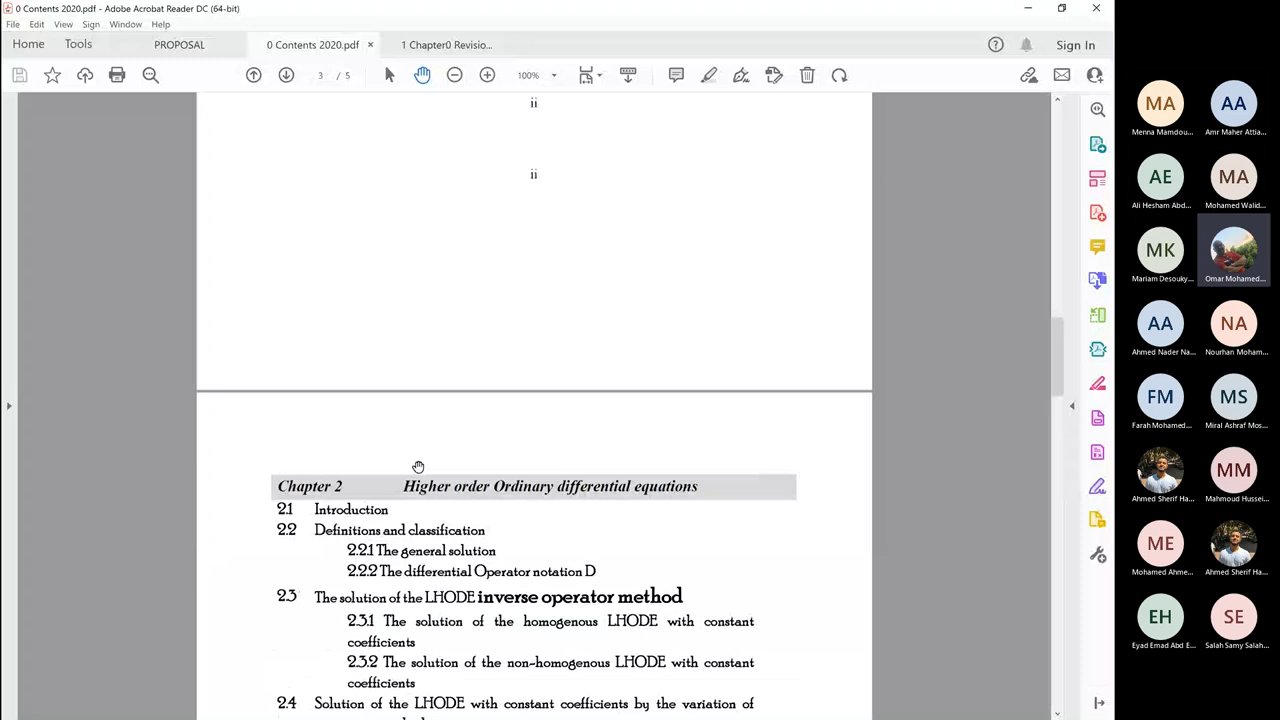 0 Contents 2020.pdf - Adobe Acrobat Reader DC (64-bit)
File Edit View Sign Window Help
Home Tools PROPOSAL 0 Contents 2020.pdf × 1 Chapter0 Revisio... Sign In
3 / 5 100%
ii
ii
Chapter 2 Higher order Ordinary differential equations
2.1 Introduction
2.2 Definitions and classification
2.2.1 The general solution
2.2.2 The differential Operator notation D
2.3 The solution of the LHODE inverse operator method
2.3.1 The solution of the homogenous LHODE with constant
coefficients
2.3.2 The solution of the non-homogenous LHODE with constant
coefficients
2.4 Solution of the LHODE with constant coefficients by the variation of
MA AA
Menna Mamdou... Amr Maher Attia...
AE MA
Ali Hesham Abd... Mohamed Walid...
MK
Mariam Desouky... Omar Mohamed...
AA NA
Ahmed Nader Na... Nourhan Moham...
FM MS
Farah Mohamed... Miral Ashraf Mos...
MM
Ahmed Sherif Ha... Mahmoud Hussei...
ME
Mohamed Ahme... Ahmed Sherif Ha...
EH SE
Eyad Emad Abd E... Salah Samy Salah...